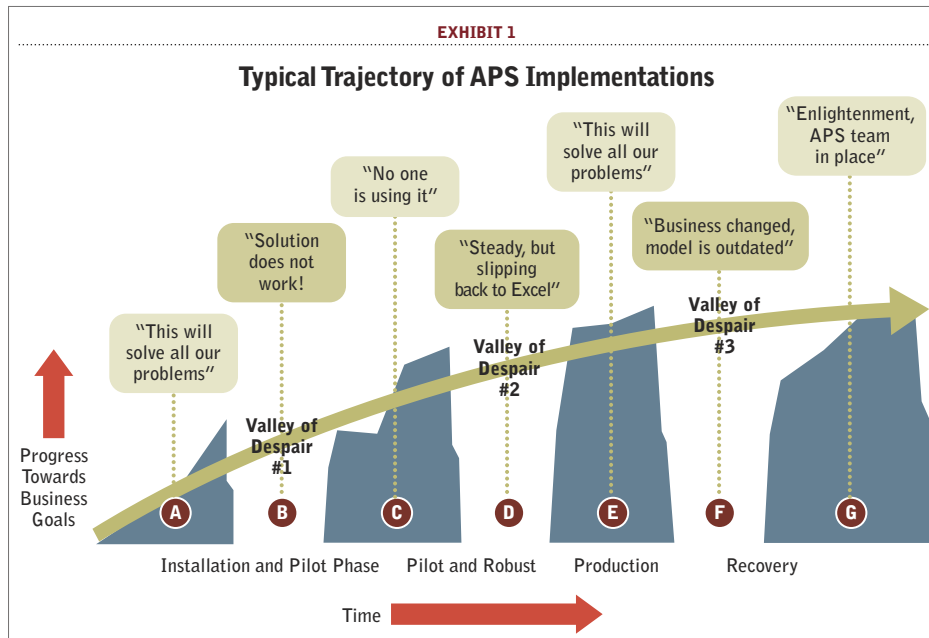 EXHIBIT 1
Typical Trajectory of APS Implementations
“This will
solve all our
problems”
“Solution
does not
work!
“No one
is using it”
“Steady, but
slipping
back to Excel”
“This will
solve all our
problems”
“Business changed,
model is outdated”
“Enlightenment,
APS team
in place”
Valley of
Despair
#1
Valley of
Despair
#2
Valley of
Despair
#3
Progress
Towards
Business
Goals
A
B
C
D
E
F
G
Installation and Pilot Phase
Pilot and Robust
Production
Recovery
Time